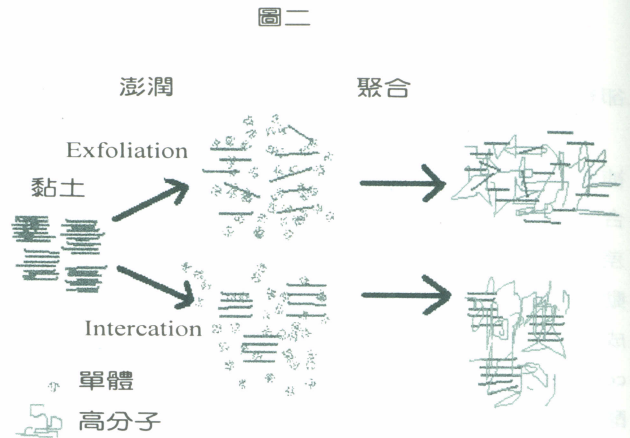 圖二
澎潤
聚合
Exfoliation
黏土
Intercation
單體
高分子